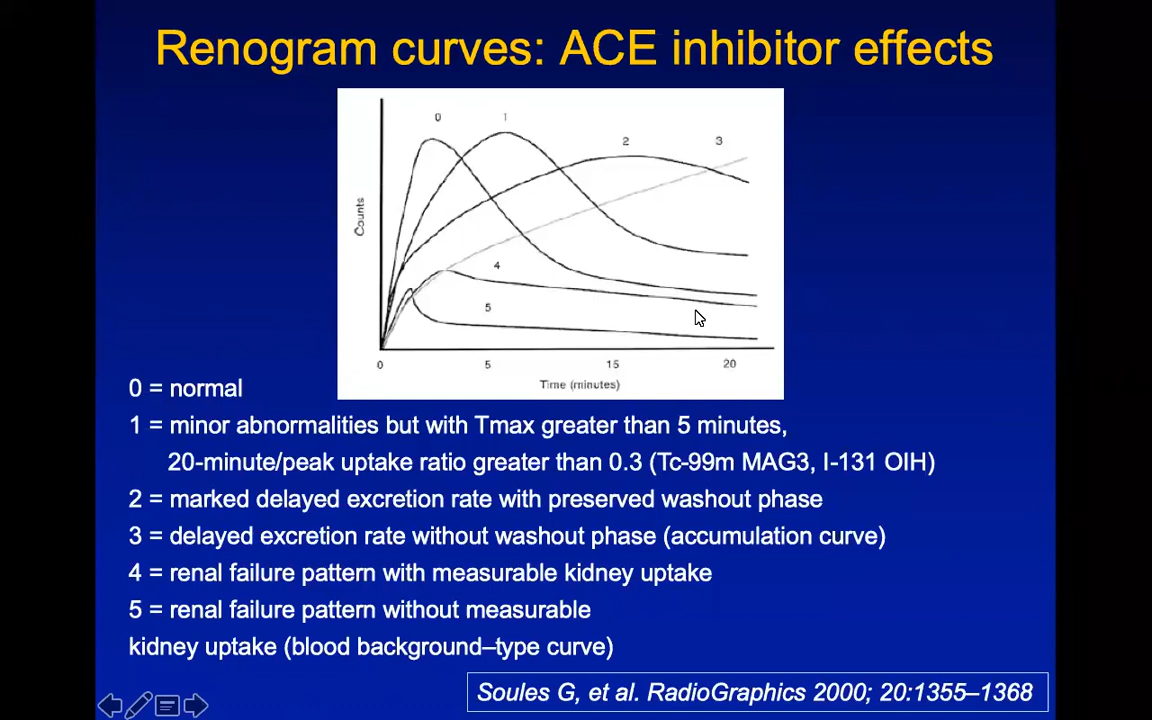 Renogram curves: ACE inhibitor effects
0
1
2
3
Counts
4
5
0
5
15
20
Time (minutes)
0 = normal
1 = minor abnormalities but with Tmax greater than 5 minutes,
20-minute/peak uptake ratio greater than 0.3 (Tc-99m MAG3, I-131 OIH)
2 = marked delayed excretion rate with preserved washout phase
3 = delayed excretion rate without washout phase (accumulation curve)
4 = renal failure pattern with measurable kidney uptake
5 = renal failure pattern without measurable
kidney uptake (blood background–type curve)
Soules G, et al. RadioGraphics 2000; 20:1355–1368